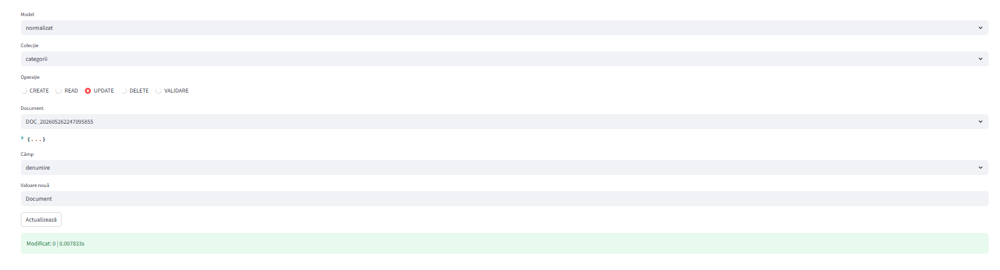 Model
normalizat
Colecție
categorii
Operație
CREATE READ UPDATE DELETE VALIDARE
Document
DOC_202605262247095855
{...}
Câmp
denumire
Valoare nouă
Document
Actualizează
Modificat: 0 | 0.007833s